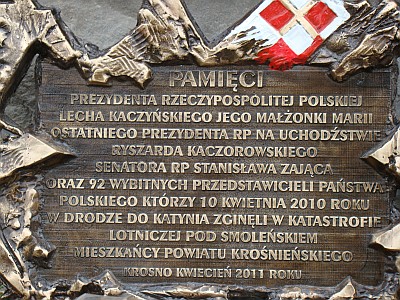 PAMIĘCI
PREZYDENTA RZECZYPOSPOLITEJ POLSKIEJ
LECHA KACZYŃSKIEGO JEGO MAŁŻONKI MARII
OSTATNIEGO PREZYDENTA RP NA UCHODŹSTWIE
RYSZARDA KACZOROWSKIEGO
SENATORA RP STANISŁAWA ZAJĄCA
ORAZ 92 WYBITNYCH PRZEDSTAWICIELI PAŃSTWA
POLSKIEGO KTÓRZY 10 KWIETNIA 2010 ROKU
W DRODZE DO KATYNIA ZGINĘLI W KATASTROFIE
LOTNICZEJ POD SMOLEŃSKIEM
MIESZKAŃCY POWIATU KROŚNIEŃSKIEGO
KROSNO KWIECIEŃ 2011 ROKU